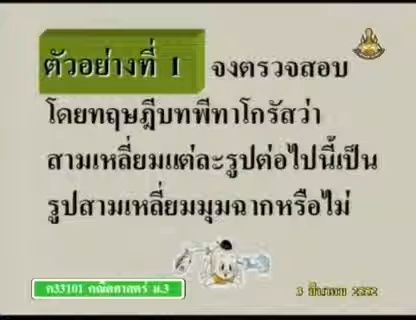 ตัวอย่างที่ 1 จงตรวจสอบ
โดยทฤษฎีบทพีทาโกรัสว่า
สามเหลี่ยมแต่ละรูปต่อไปนี้เป็น
รูปสามเหลี่ยมมุมฉากหรือไม่
ค33101 คณิตศาสตร์ ม.3
3